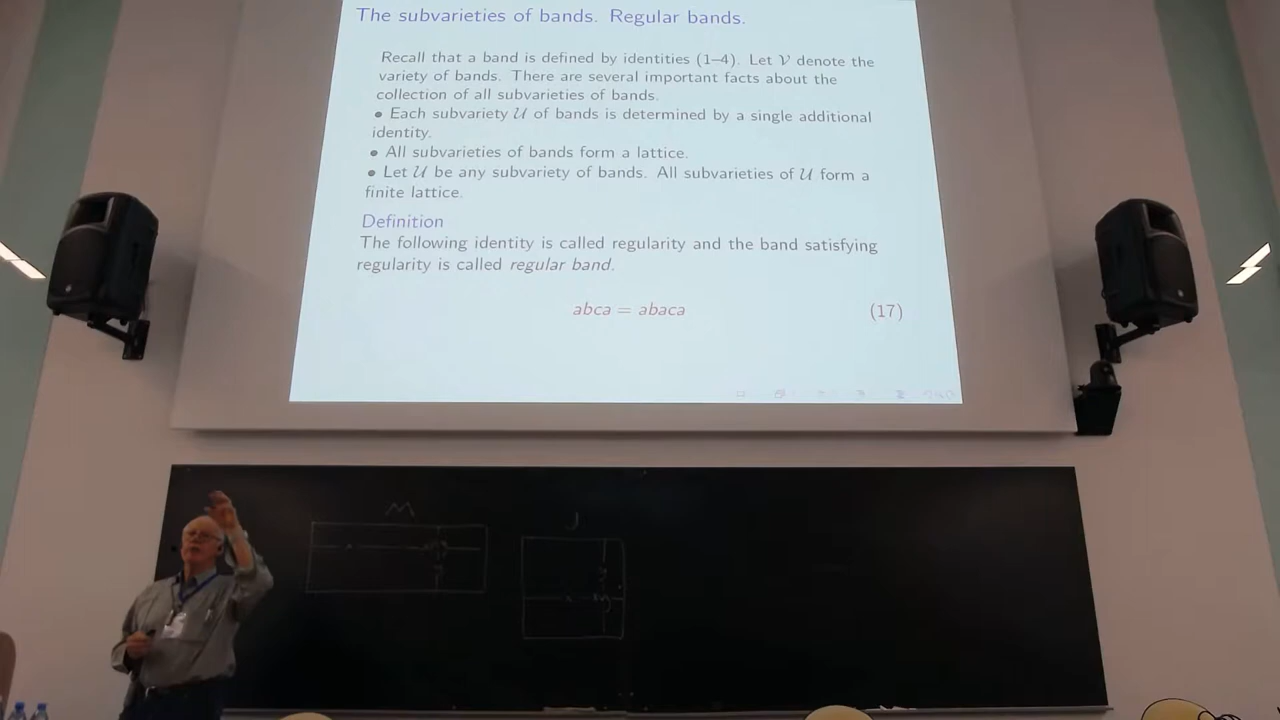 The subvarieties of bands. Regular bands.
Recall that a band is defined by identities (1–4). Let 𝒱 denote the
variety of bands. There are several important facts about the
collection of all subvarieties of bands.
• Each subvariety 𝒰 of bands is determined by a single additional
identity.
• All subvarieties of bands form a lattice.
• Let 𝒰 be any subvariety of bands. All subvarieties of 𝒰 form a
finite lattice.
Definition
The following identity is called regularity and the band satisfying
regularity is called regular band.
abca = abaca (17)
M
J